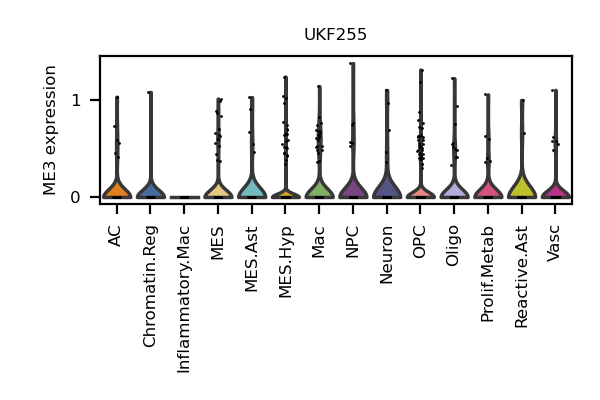 UKF255
ME3 expression
1
0
AC
Chromatin.Reg
Inflammatory.Mac
MES
MES.Ast
MES.Hyp
Mac
NPC
Neuron
OPC
Oligo
Prolif.Metab
Reactive.Ast
Vasc